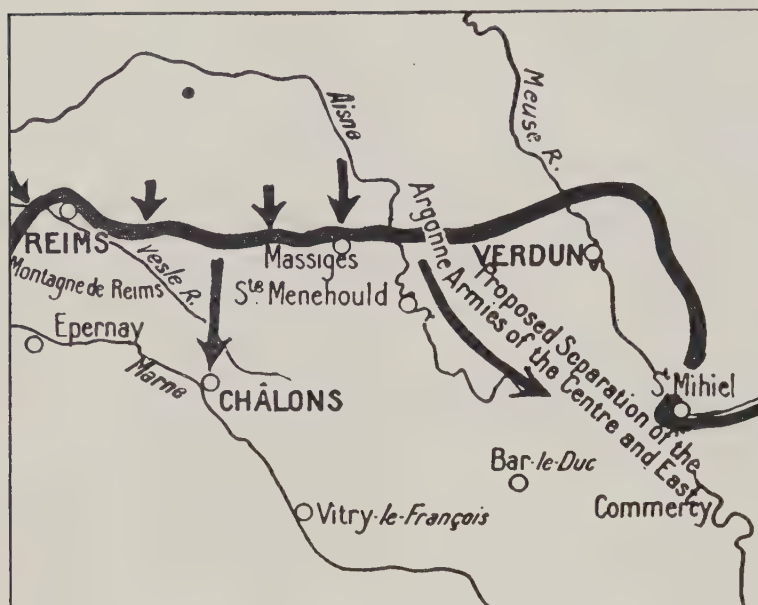 Aisne
Meuse R.
REIMS
Vesle R.
Montagne de Reims
Massiges
Ste. Menehould
Argonne
VERDUN
Proposed Separation of the
Armies of the Centre and East
Epernay
Marne
CHÂLONS
St Mihiel
Bar-le-Duc
Commercy
Vitry-le-François